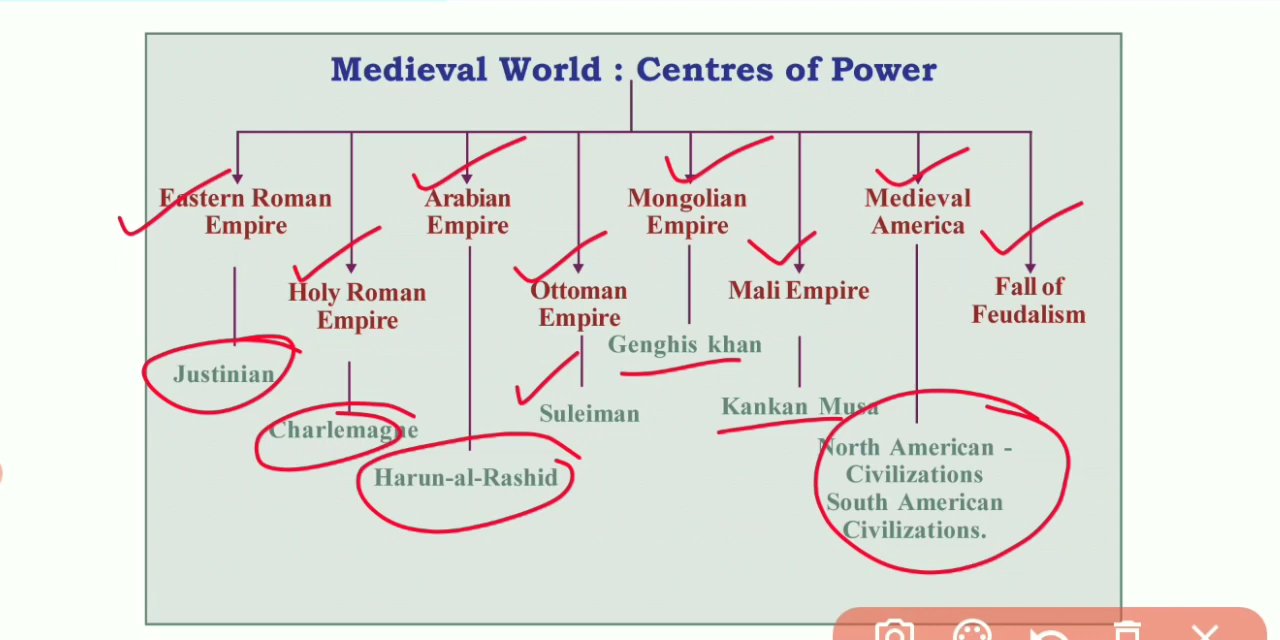 Medieval World : Centres of Power
Eastern Roman
Empire
Justinian
Holy Roman
Empire
Charlemagne
Arabian
Empire
Harun-al-Rashid
Ottoman
Empire
Suleiman
Mongolian
Empire
Genghis khan
Mali Empire
Kankan Musa
Medieval
America
North American -
Civilizations
South American
Civilizations.
Fall of
Feudalism